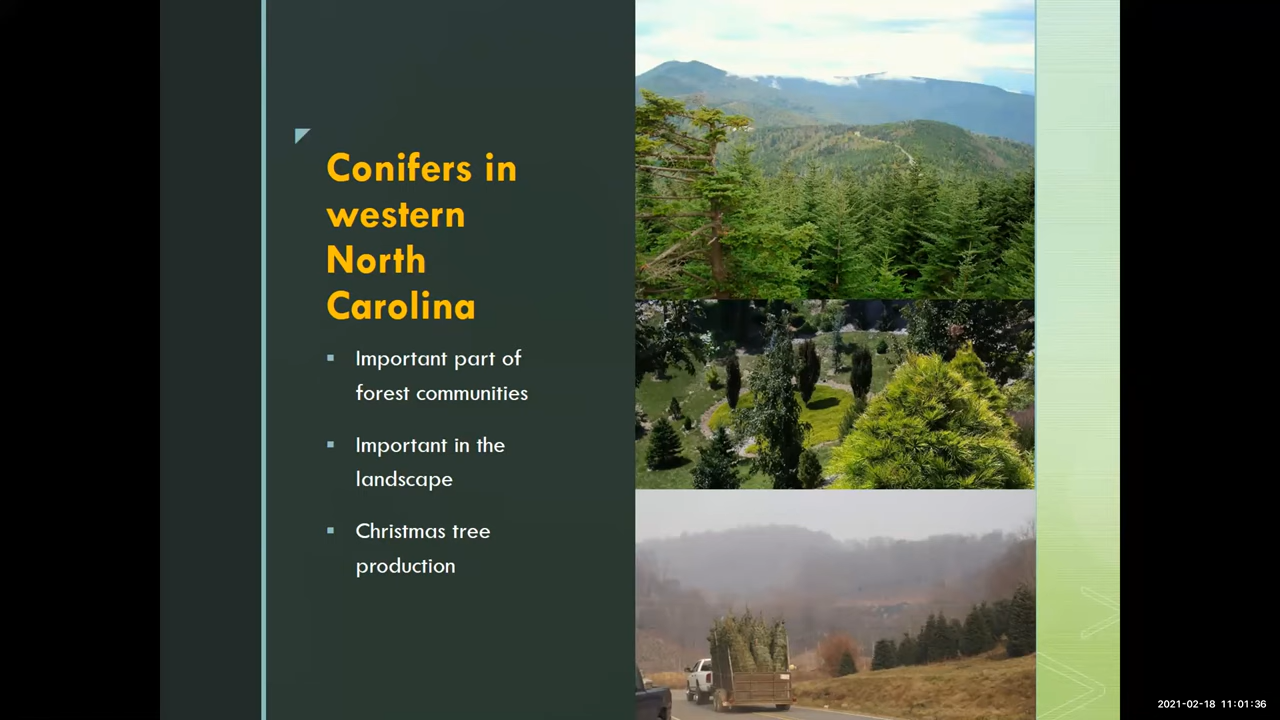 Conifers in
western
North
Carolina
▪ Important part of
forest communities
▪ Important in the
landscape
▪ Christmas tree
production
2021-02-18 11:01:36